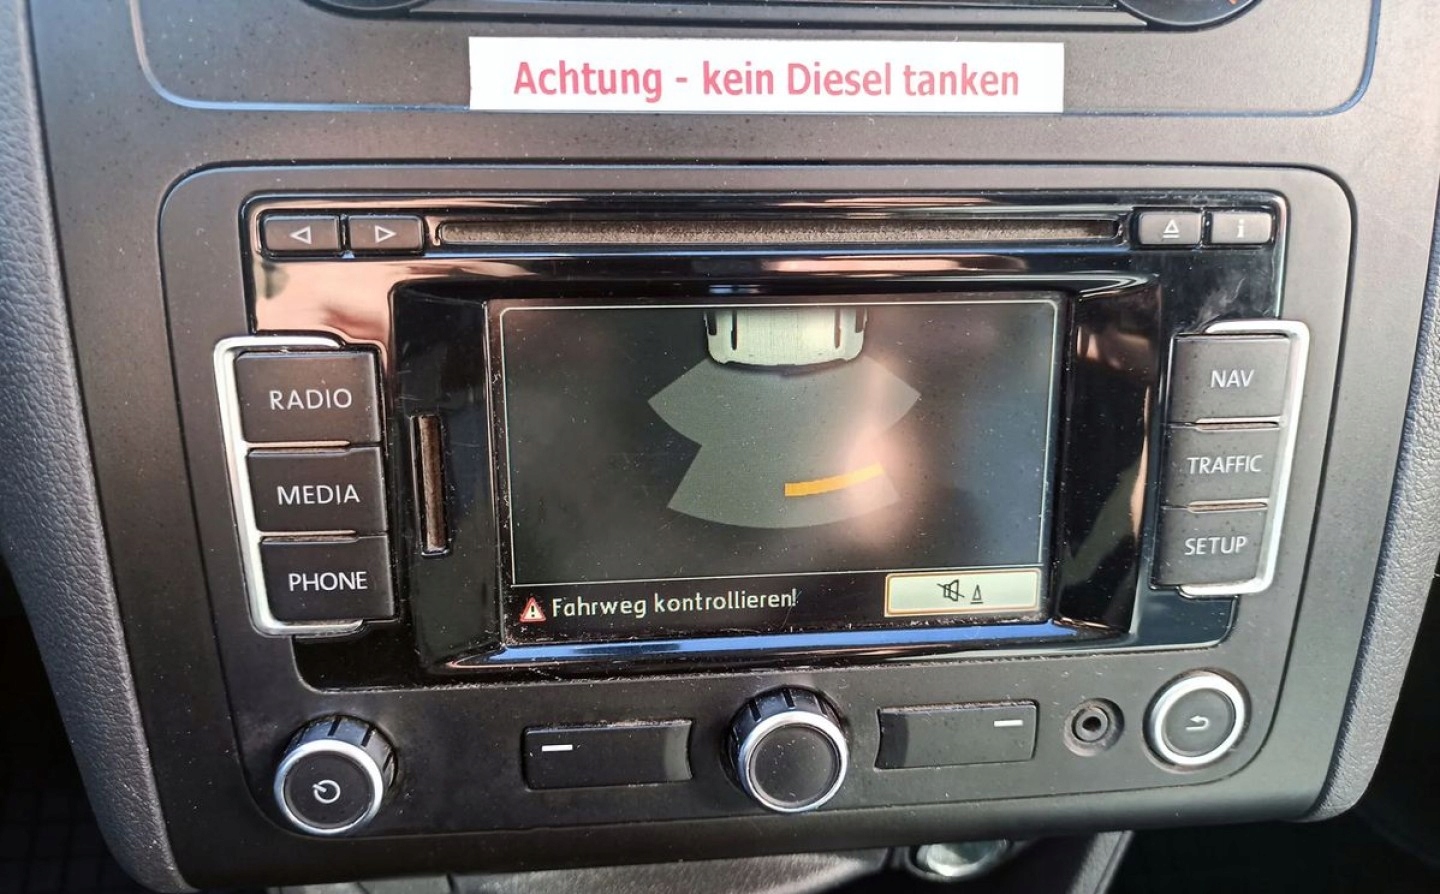 Achtung - kein Diesel tanken
i
RADIO
MEDIA
PHONE
NAV
TRAFFIC
SETUP
Fahrweg kontrollieren!